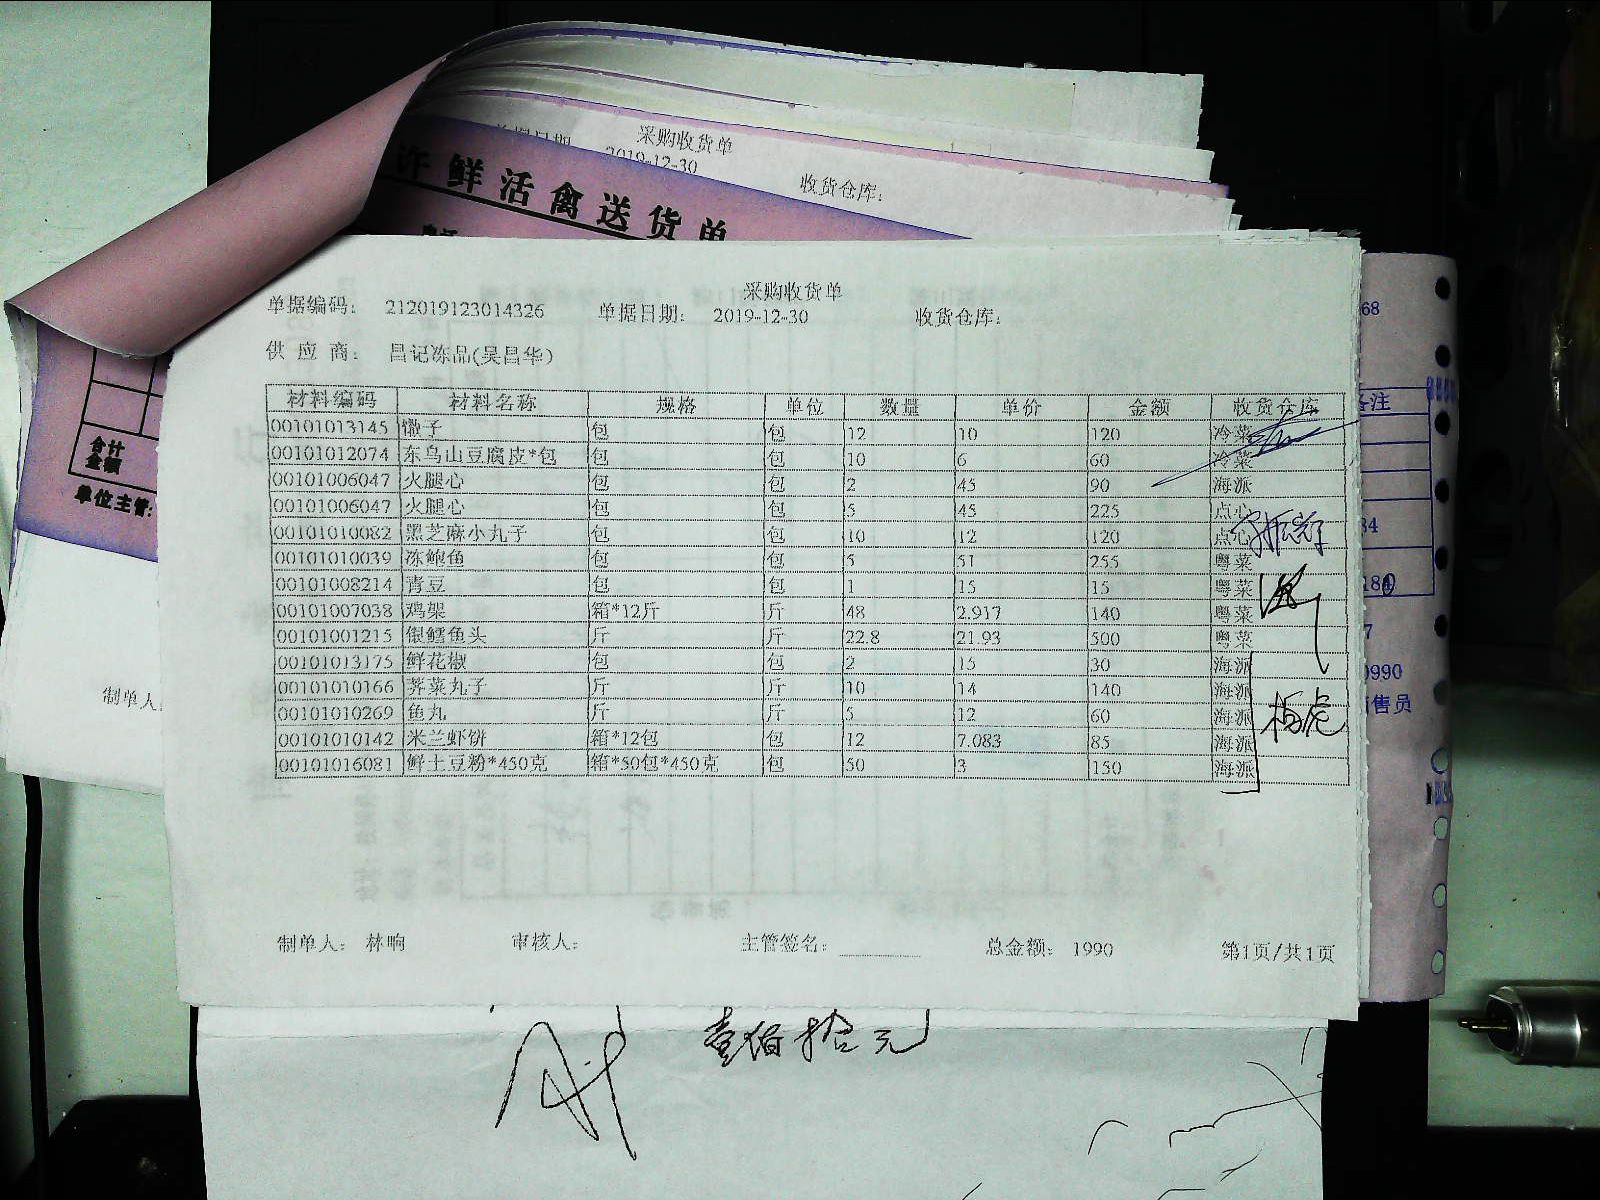 采购收货单
单据日期
2019-12-30
收货仓库:
许鲜活禽送货单
采购收货单
单据编码: 212019123014326 单据日期: 2019-12-30 收货仓库:
供应商: 昌记冻品(吴昌华)
材料编码 材料名称 规格 单位 数量 单价 金额 收货仓库
00101013145 馓子 包 包 12 10 120 冷菜
00101012074 东乌山豆腐皮*包 包 包 10 6 60 冷菜
00101006047 火腿心 包 包 2 45 90 海派
00101006047 火腿心 包 包 5 45 225 点心
00101010082 黑芝麻小丸子 包 包 10 12 120 点心
00101010039 冻鲍鱼 包 包 5 51 255 粤菜
00101008214 青豆 包 包 1 15 15 粤菜
00101007038 鸡架 箱*12斤 斤 48 2.917 140 粤菜
00101001215 银鳕鱼头 斤 斤 22.8 21.93 500 粤菜
00101013175 鲜花椒 包 包 2 15 30 海派
00101010166 荠菜丸子 斤 斤 10 14 140 海派
00101010269 鱼丸 斤 斤 5 12 60 海派
00101010142 米兰虾饼 箱*12包 包 12 7.083 85 海派
00101016081 鲜土豆粉*450克 箱*50包*450克 包 50 3 150 海派
杨虎
制单人: 林响 审核人: 主管签名: 总金额: 1990 第1页/共1页
合计
金额
单位主管:
制单人
68
备注
84
0990
销售员
壹佰拾元